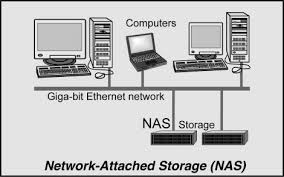 Computers
Giga-bit Ethernet network
NAS Storage
Network-Attached Storage (NAS)